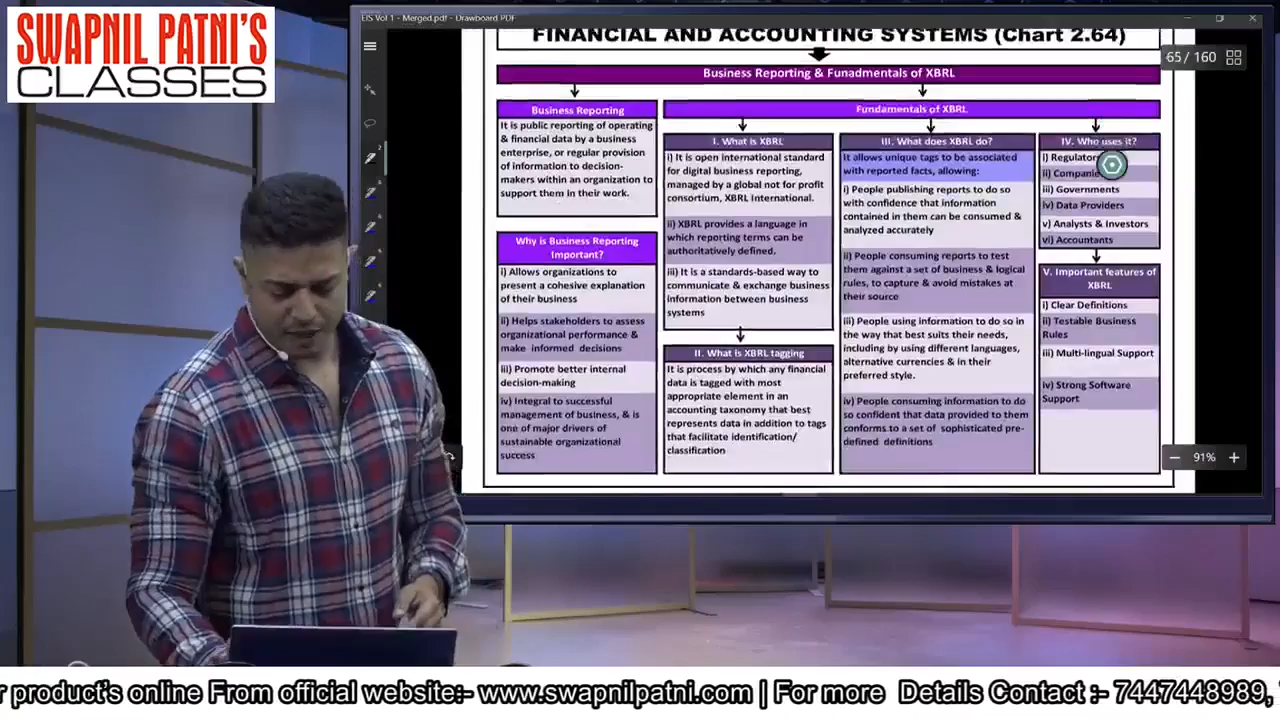 SWAPNIL PATNI'S
CLASSES
EIS Vol 1 - Merged.pdf - Drawboard PDF
65 / 160
FINANCIAL AND ACCOUNTING SYSTEMS (Chart 2.64)
Business Reporting & Funadmentals of XBRL
Business Reporting
It is public reporting of operating
& financial data by a business
enterprise, or regular provision
of information to decision-
makers within an organization to
support them in their work.
Why is Business Reporting
Important?
i) Allows organizations to
present a cohesive explanation
of their business
ii) Helps stakeholders to assess
organizational performance &
make informed decisions
iii) Promote better internal
decision-making
iv) Integral to successful
management of business, & is
one of major drivers of
sustainable organizational
success
Fundamentals of XBRL
I. What is XBRL
i) It is open international standard
for digital business reporting,
managed by a global not for profit
consortium, XBRL International.
ii) XBRL provides a language in
which reporting terms can be
authoritatively defined.
iii) It is a standards-based way to
communicate & exchange business
information between business
systems
II. What is XBRL tagging
It is process by which any financial
data is tagged with most
appropriate element in an
accounting taxonomy that best
represents data in addition to tags
that facilitate identification/
classification
III. What does XBRL do?
It allows unique tags to be associated
with reported facts, allowing:
i) People publishing reports to do so
with confidence that information
contained in them can be consumed &
analyzed accurately
ii) People consuming reports to test
them against a set of business & logical
rules, to capture & avoid mistakes at
their source
iii) People using information to do so in
the way that best suits their needs,
including by using different languages,
alternative currencies & in their
preferred style.
iv) People consuming information to do
so confident that data provided to them
conforms to a set of sophisticated pre-
defined definitions
IV. Who uses it?
i) Regulator
ii) Companie
iii) Governments
iv) Data Providers
v) Analysts & Investors
vi) Accountants
V. Important features of
XBRL
i) Clear Definitions
ii) Testable Business
Rules
iii) Multi-lingual Support
iv) Strong Software
Support
91%
r product's online From official website:- www.swapnilpatni.com | For more Details Contact :- 7447448989,